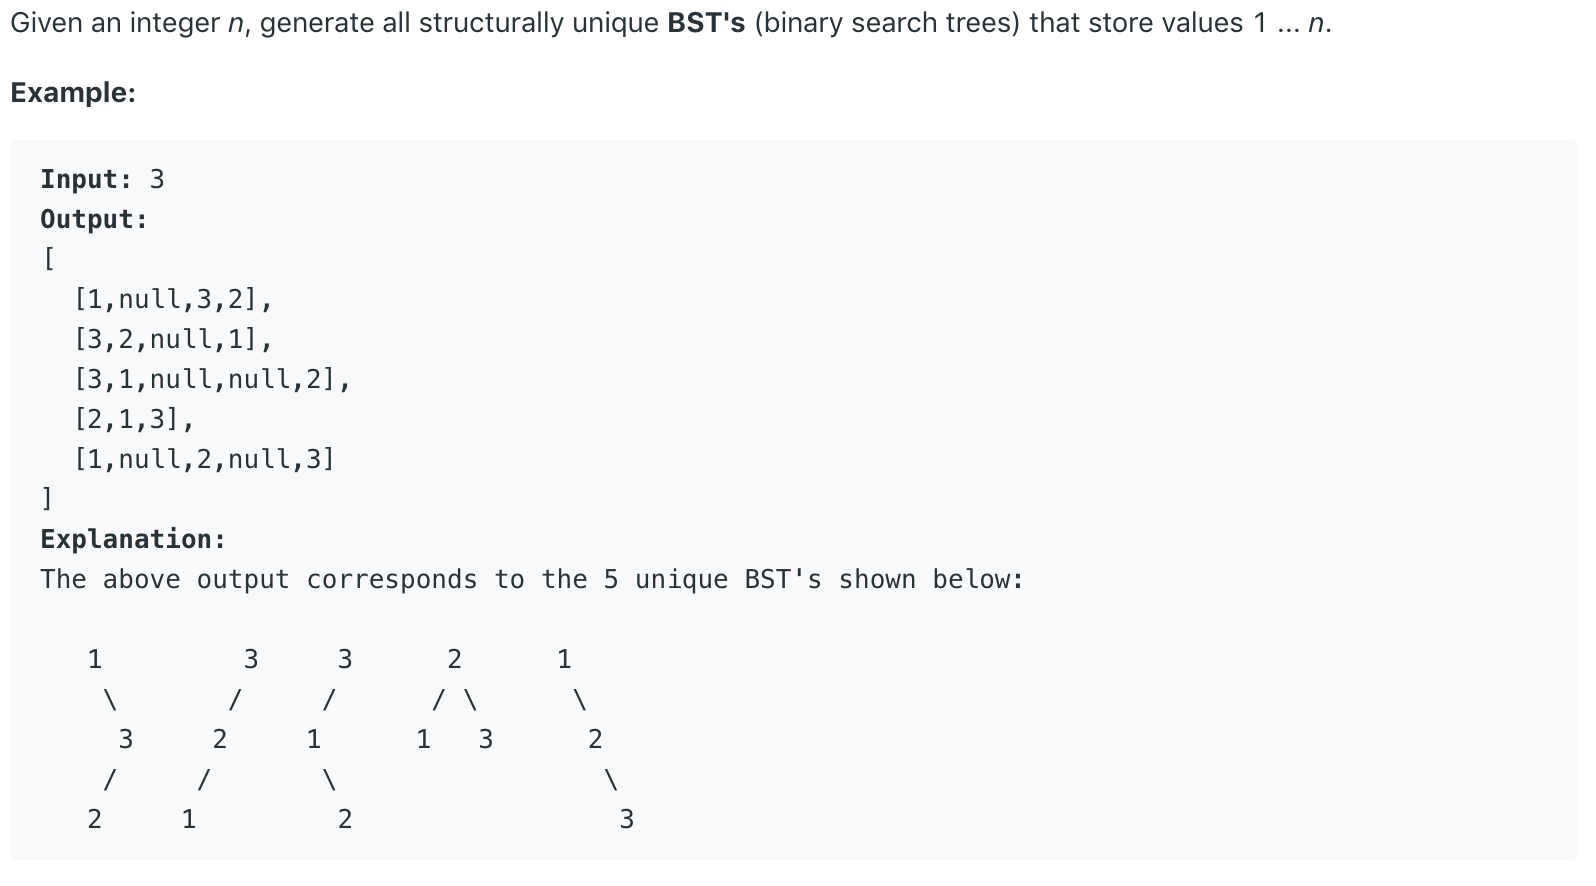 Given an integer n, generate all structurally unique BST's (binary search trees) that store values 1 ... n.
Example:
Input: 3
Output:
[
  [1,null,3,2],
  [3,2,null,1],
  [3,1,null,null,2],
  [2,1,3],
  [1,null,2,null,3]
]
Explanation:
The above output corresponds to the 5 unique BST's shown below:
   1         3     3      2      1
    \       /     /      / \      \
     3     2     1      1   3      2
    /     /       \                 \
   2     1         2                 3